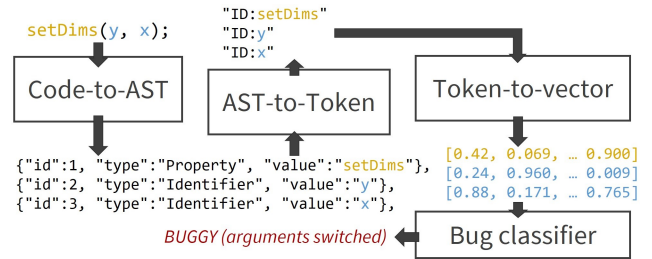 setDims(y, x);
Code-to-AST
{"id":1, "type":"Property", "value":"setDims"},
{"id":2, "type":"Identifier", "value":"y"},
{"id":3, "type":"Identifier", "value":"x"},
AST-to-Token
"ID:setDims"
"ID:y"
"ID:x"
Token-to-vector
[0.42, 0.069, … 0.900]
[0.24, 0.960, … 0.009]
[0.88, 0.171, … 0.765]
Bug classifier
BUGGY (arguments switched)